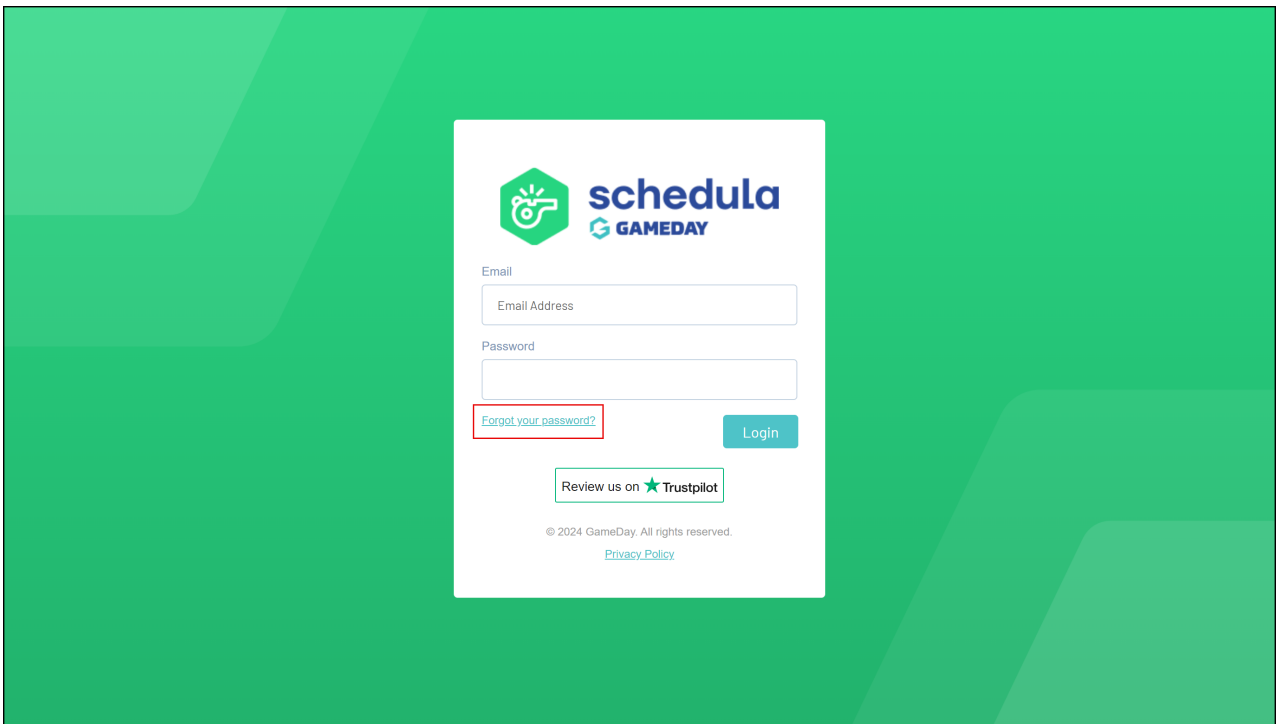 schedula
GAMEDAY
Email
Email Address
Password
Forgot your password?
Login
Review us on Trustpilot
© 2024 GameDay. All rights reserved.
Privacy Policy